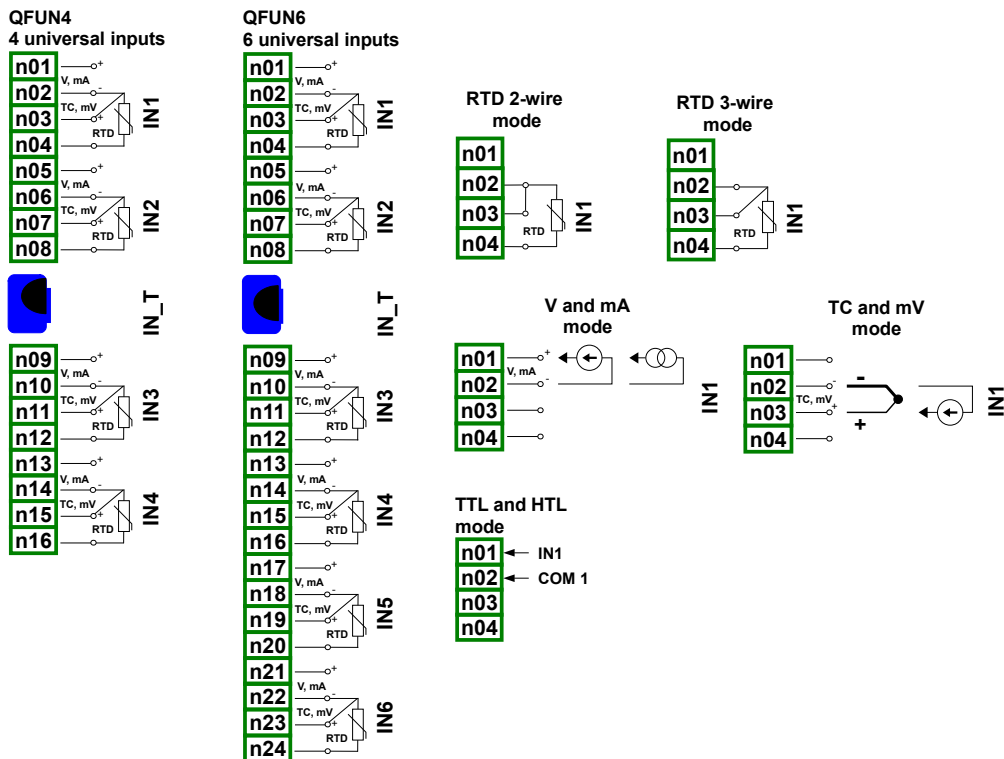 QFUN4
4 universal inputs
n01
+
V, mA
n02
-
TC, mV
n03
+
RTD
n04
IN1
n05
+
V, mA
n06
-
TC, mV
n07
+
RTD
n08
IN2
IN_T
n09
+
V, mA
n10
-
TC, mV
n11
+
RTD
n12
IN3
n13
+
V, mA
n14
-
TC, mV
n15
+
RTD
n16
IN4
QFUN6
6 universal inputs
n01
+
V, mA
n02
-
TC, mV
n03
+
RTD
n04
IN1
n05
+
V, mA
n06
-
TC, mV
n07
+
RTD
n08
IN2
IN_T
n09
+
V, mA
n10
-
TC, mV
n11
+
RTD
n12
IN3
n13
+
V, mA
n14
-
TC, mV
n15
+
RTD
n16
IN4
n17
+
V, mA
n18
-
TC, mV
n19
+
RTD
n20
IN5
n21
+
V, mA
n22
-
TC, mV
n23
+
RTD
n24
IN6
RTD 2-wire
mode
n01
n02
n03
RTD
n04
IN1
RTD 3-wire
mode
n01
n02
n03
RTD
n04
IN1
V and mA
mode
n01
+
V, mA
n02
-
n03
n04
IN1
TC and mV
mode
n01
n02
-
-
TC, mV
n03
+
+
n04
IN1
TTL and HTL
mode
n01
IN1
n02
COM 1
n03
n04